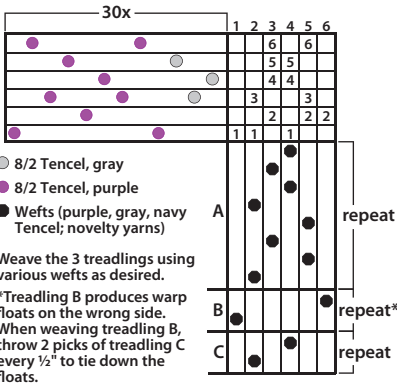 30x
1 2 3 4 5 6
6 6
5 5
4 4
3 3
2 2 2
1 1 1
8/2 Tencel, gray
8/2 Tencel, purple
Wefts (purple, gray, navy
Tencel; novelty yarns)
Weave the 3 treadlings using
various wefts as desired.
*Treadling B produces warp
floats on the wrong side.
When weaving treadling B,
throw 2 picks of treadling C
every ½" to tie down the
floats.
A
repeat
B
repeat*
C
repeat